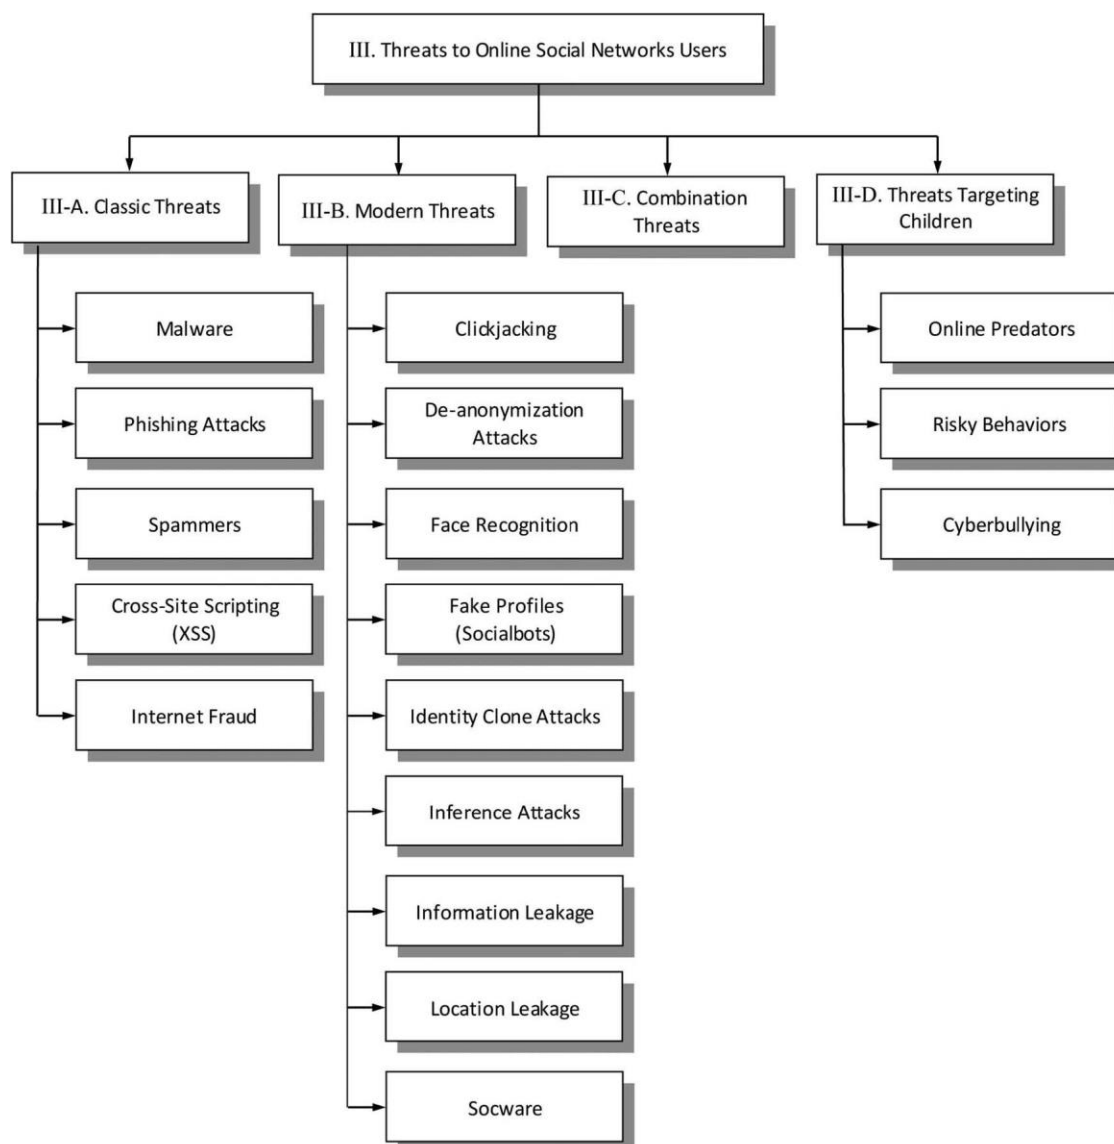 III. Threats to Online Social Networks Users
III-A. Classic Threats
III-B. Modern Threats
III-C. Combination
Threats
III-D. Threats Targeting
Children
Malware
Phishing Attacks
Spammers
Cross-Site Scripting
(XSS)
Internet Fraud
Clickjacking
De-anonymization
Attacks
Face Recognition
Fake Profiles
(Socialbots)
Identity Clone Attacks
Inference Attacks
Information Leakage
Location Leakage
Socware
Online Predators
Risky Behaviors
Cyberbullying